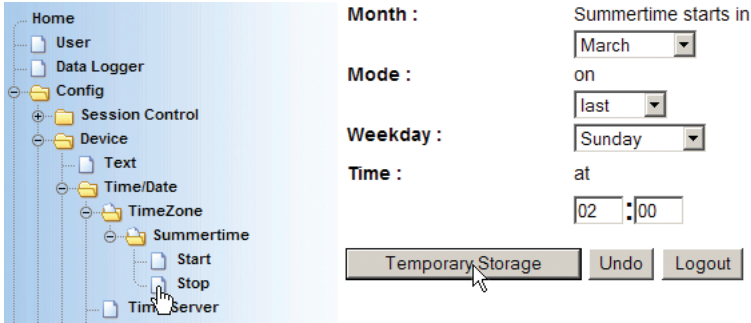 Home
User
Data Logger
Config
Session Control
Device
Text
Time/Date
TimeZone
Summertime
Start
Stop
Time Server
Month :
Summertime starts in
March
Mode :
on
last
Weekday :
Sunday
Time :
at
02 : 00
Temporary Storage
Undo
Logout